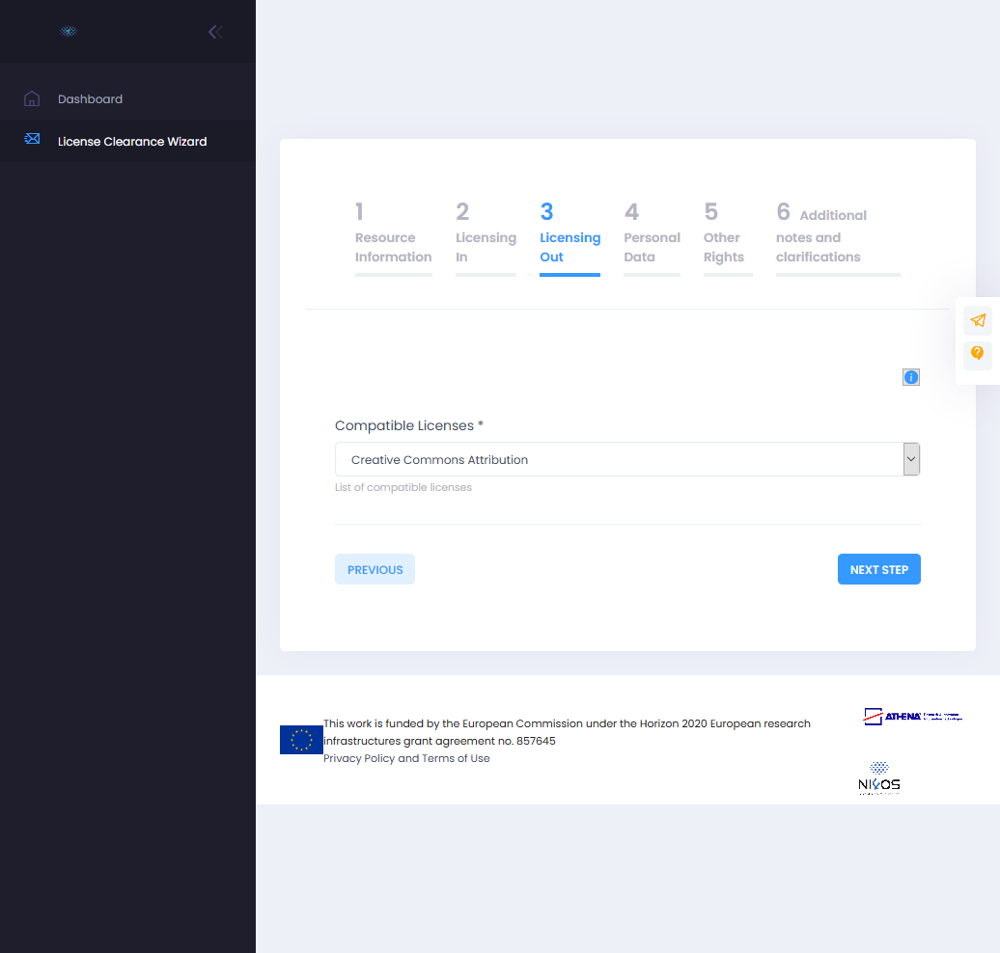 Dashboard
License Clearance Wizard
1
Resource
Information
2
Licensing
In
3
Licensing
Out
4
Personal
Data
5
Other
Rights
6 Additional
notes and
clarifications
i
?
Compatible Licenses *
Creative Commons Attribution
List of compatible licenses
PREVIOUS
NEXT STEP
This work is funded by the European Commission under the Horizon 2020 European research
infrastructures grant agreement no. 857645
Privacy Policy and Terms of Use
ATHENA
NI4OS